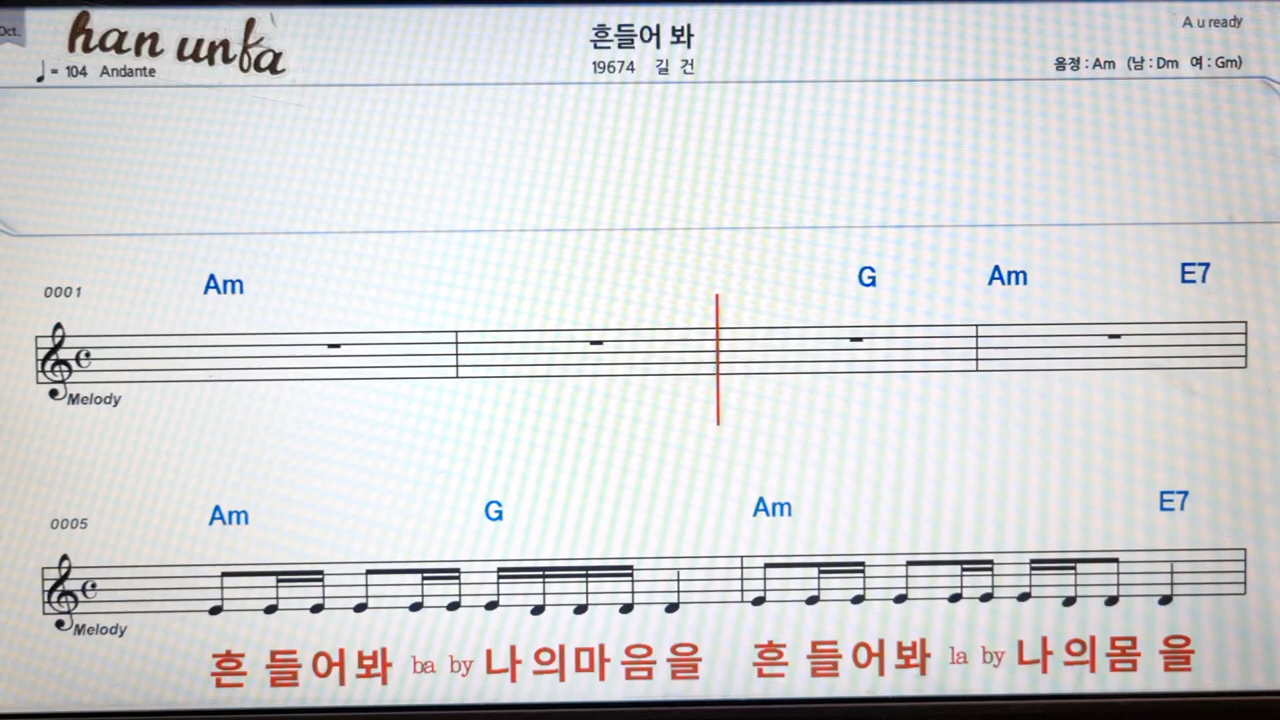 Oct.
han unfa
흔들어 봐
A u ready
♩= 104 Andante
19674 길 건
음정 : Am (남 : Dm 여 : Gm)
0001 Am G Am E7
Melody
0005 Am G Am E7
Melody
흔 들어봐 ba by 나의마음을 흔 들어봐 la by 나의몸 을